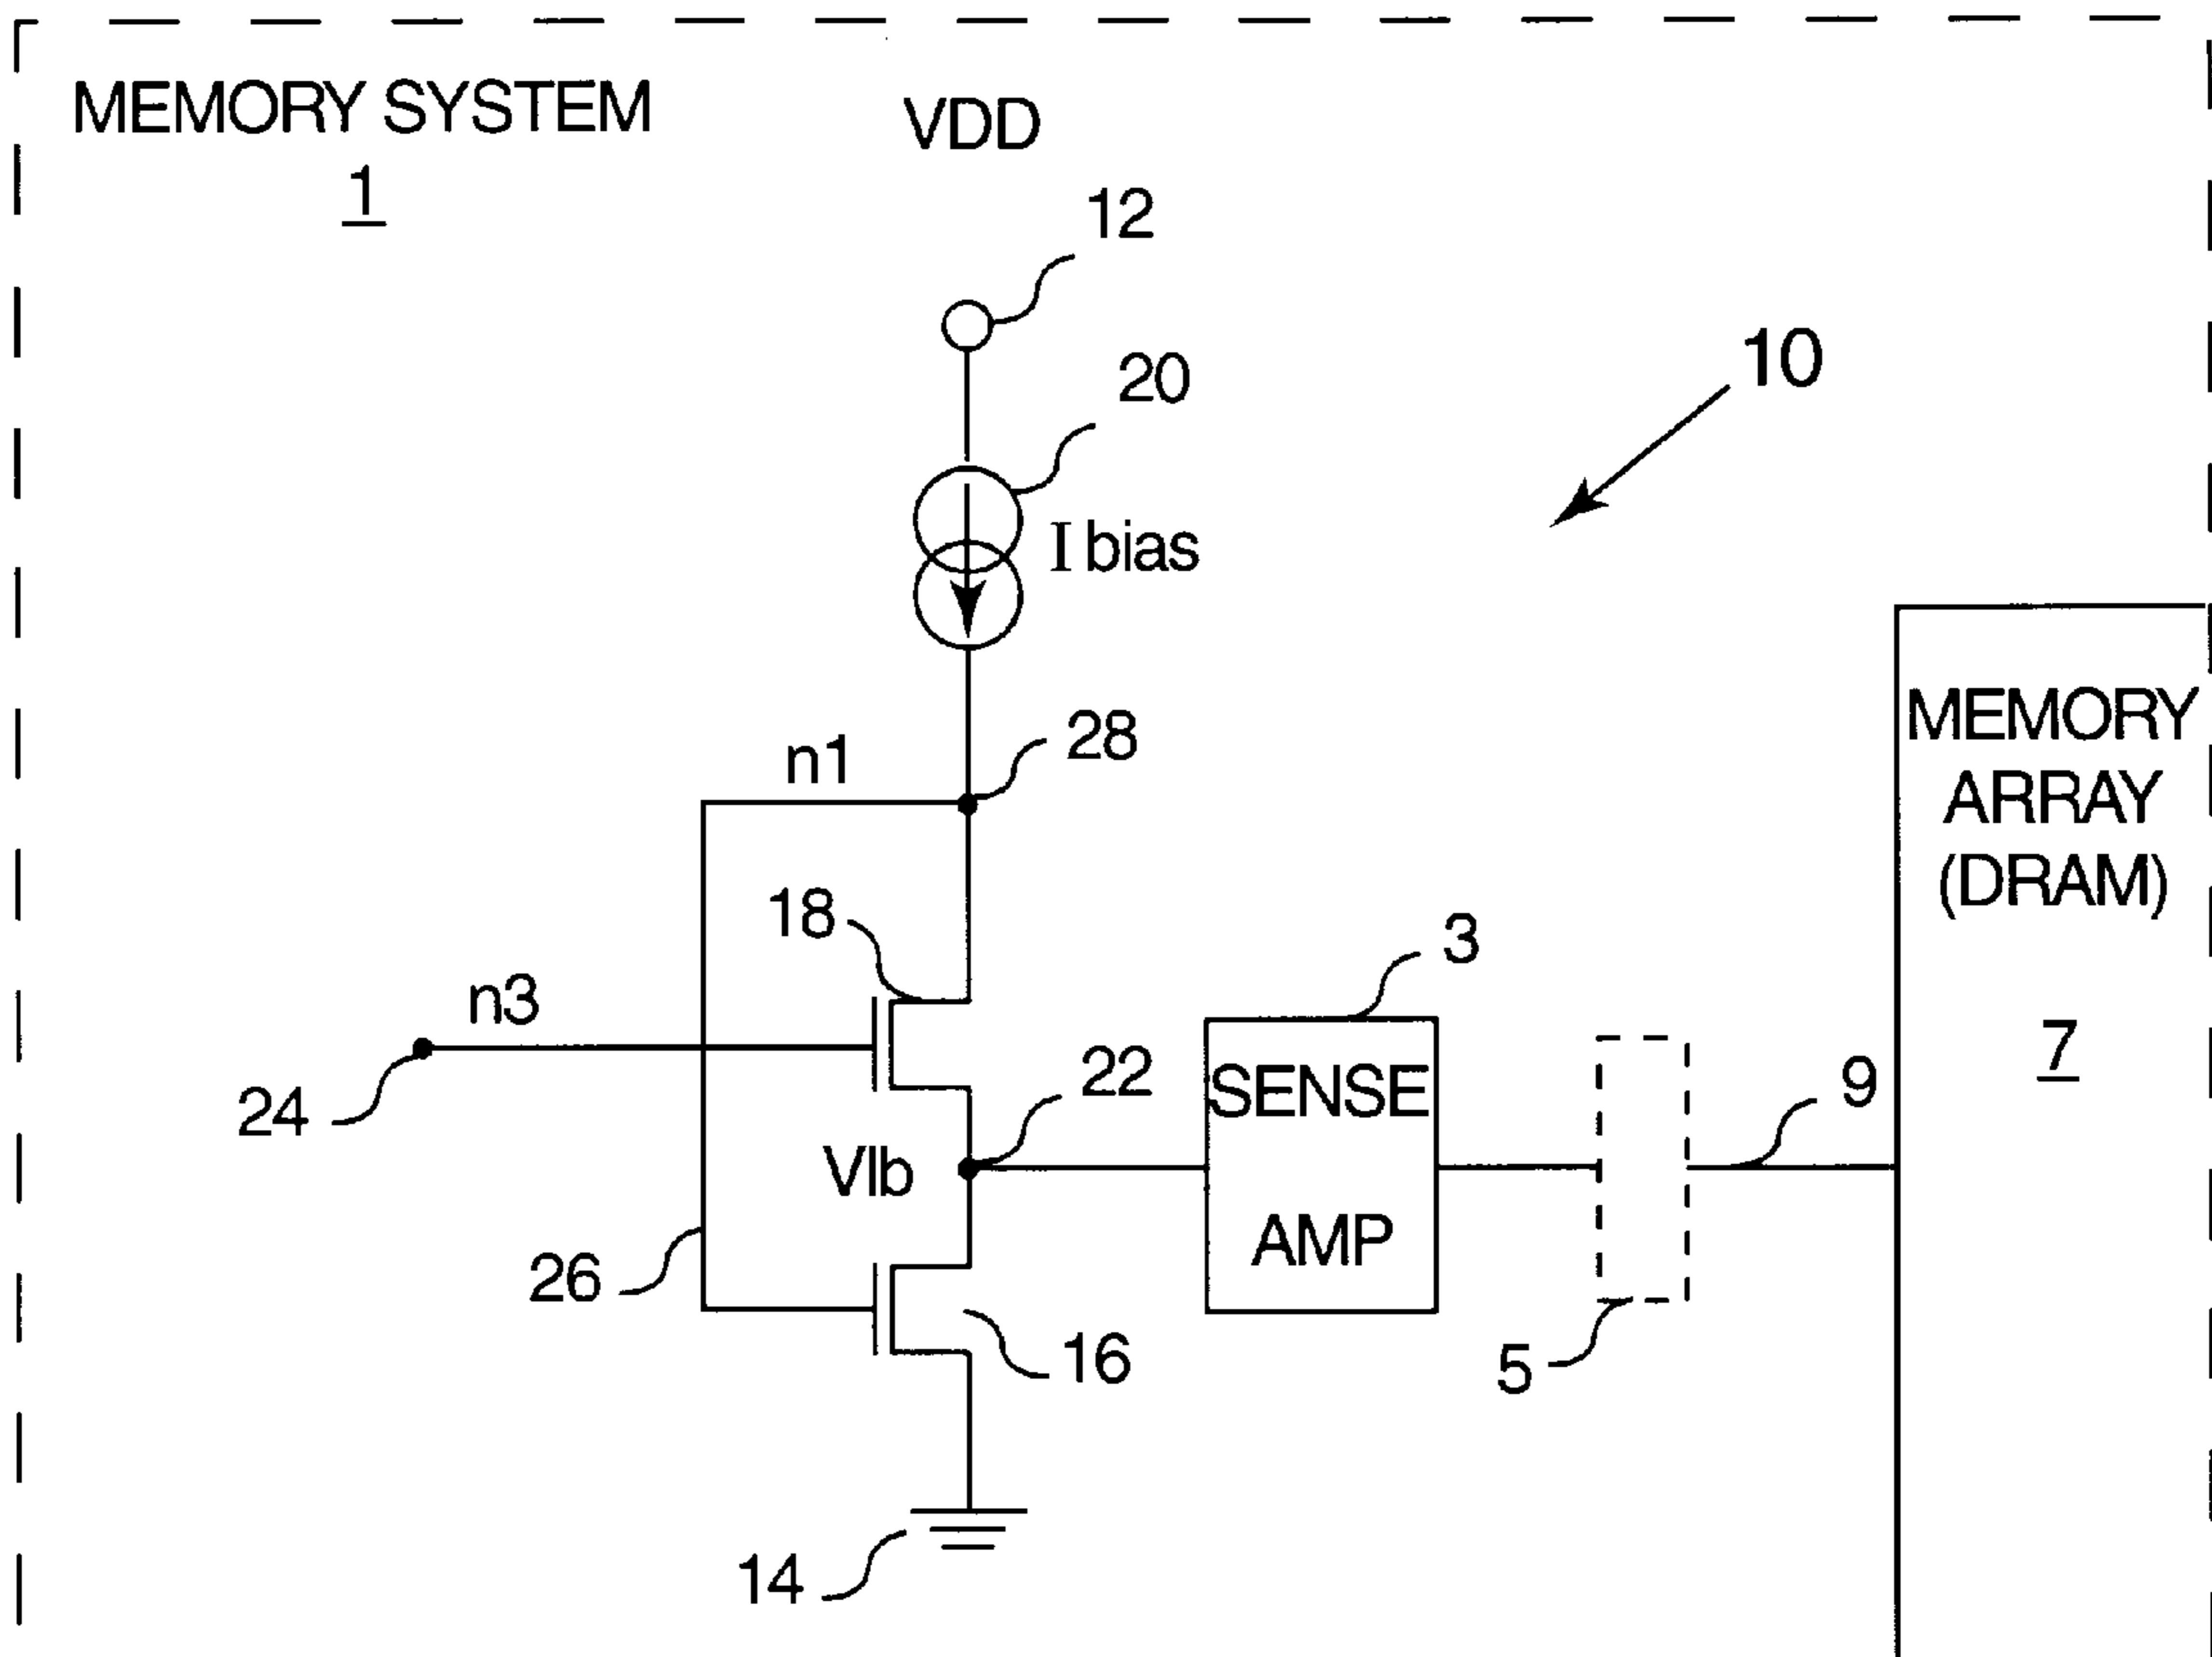 MEMORY SYSTEM
1
VDD
12
20
10
I bias
n1
28
MEMORY
ARRAY
(DRAM)
7
18
3
n3
24
22
SENSE
AMP
9
Vlb
26
16
5
14